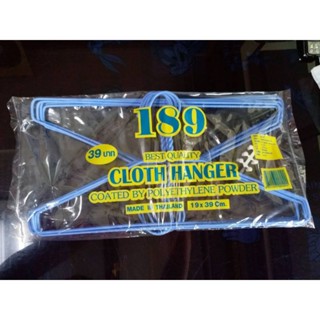 189
39 บาท
BEST QUALITY
CLOTH HANGER
COATED BY POLYETHYLENE POWDER
MADE IN THAILAND
19 x 39 Cm.